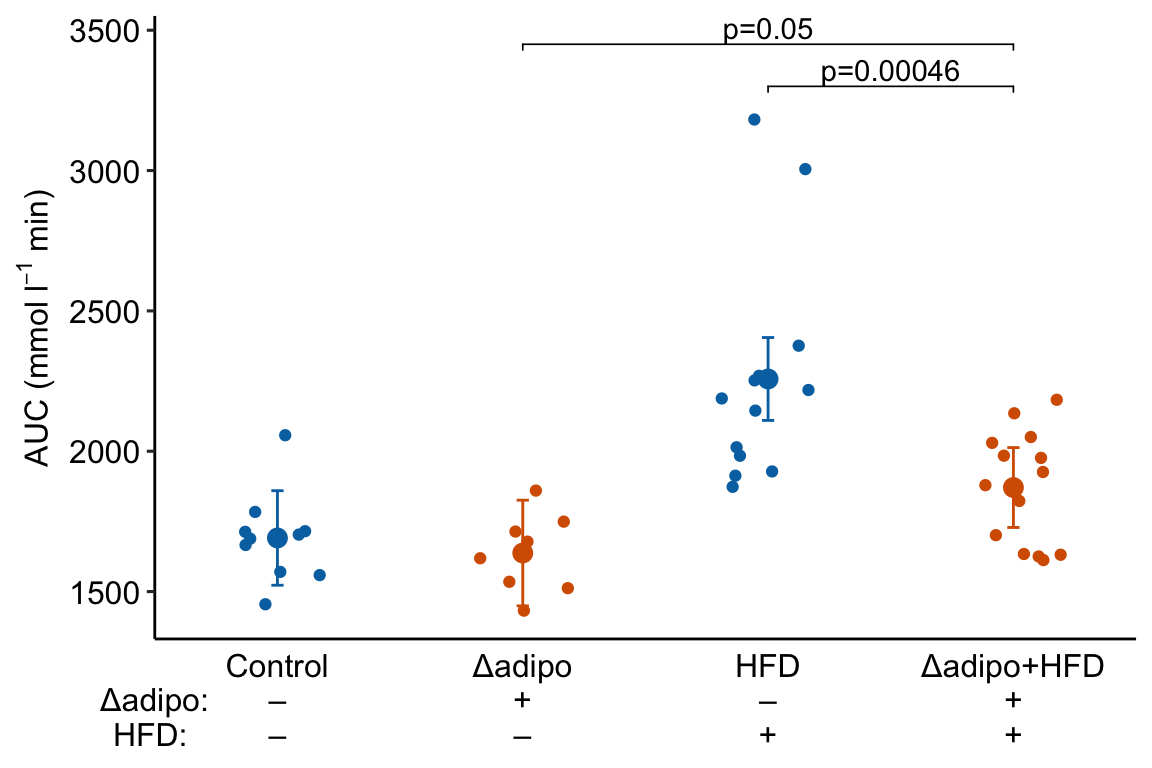 3500
p=0.05
p=0.00046
3000
2500
2000
1500
AUC (mmol l⁻¹ min)
Control Δadipo HFD Δadipo+HFD
Δadipo: – + – +
HFD: – – + +